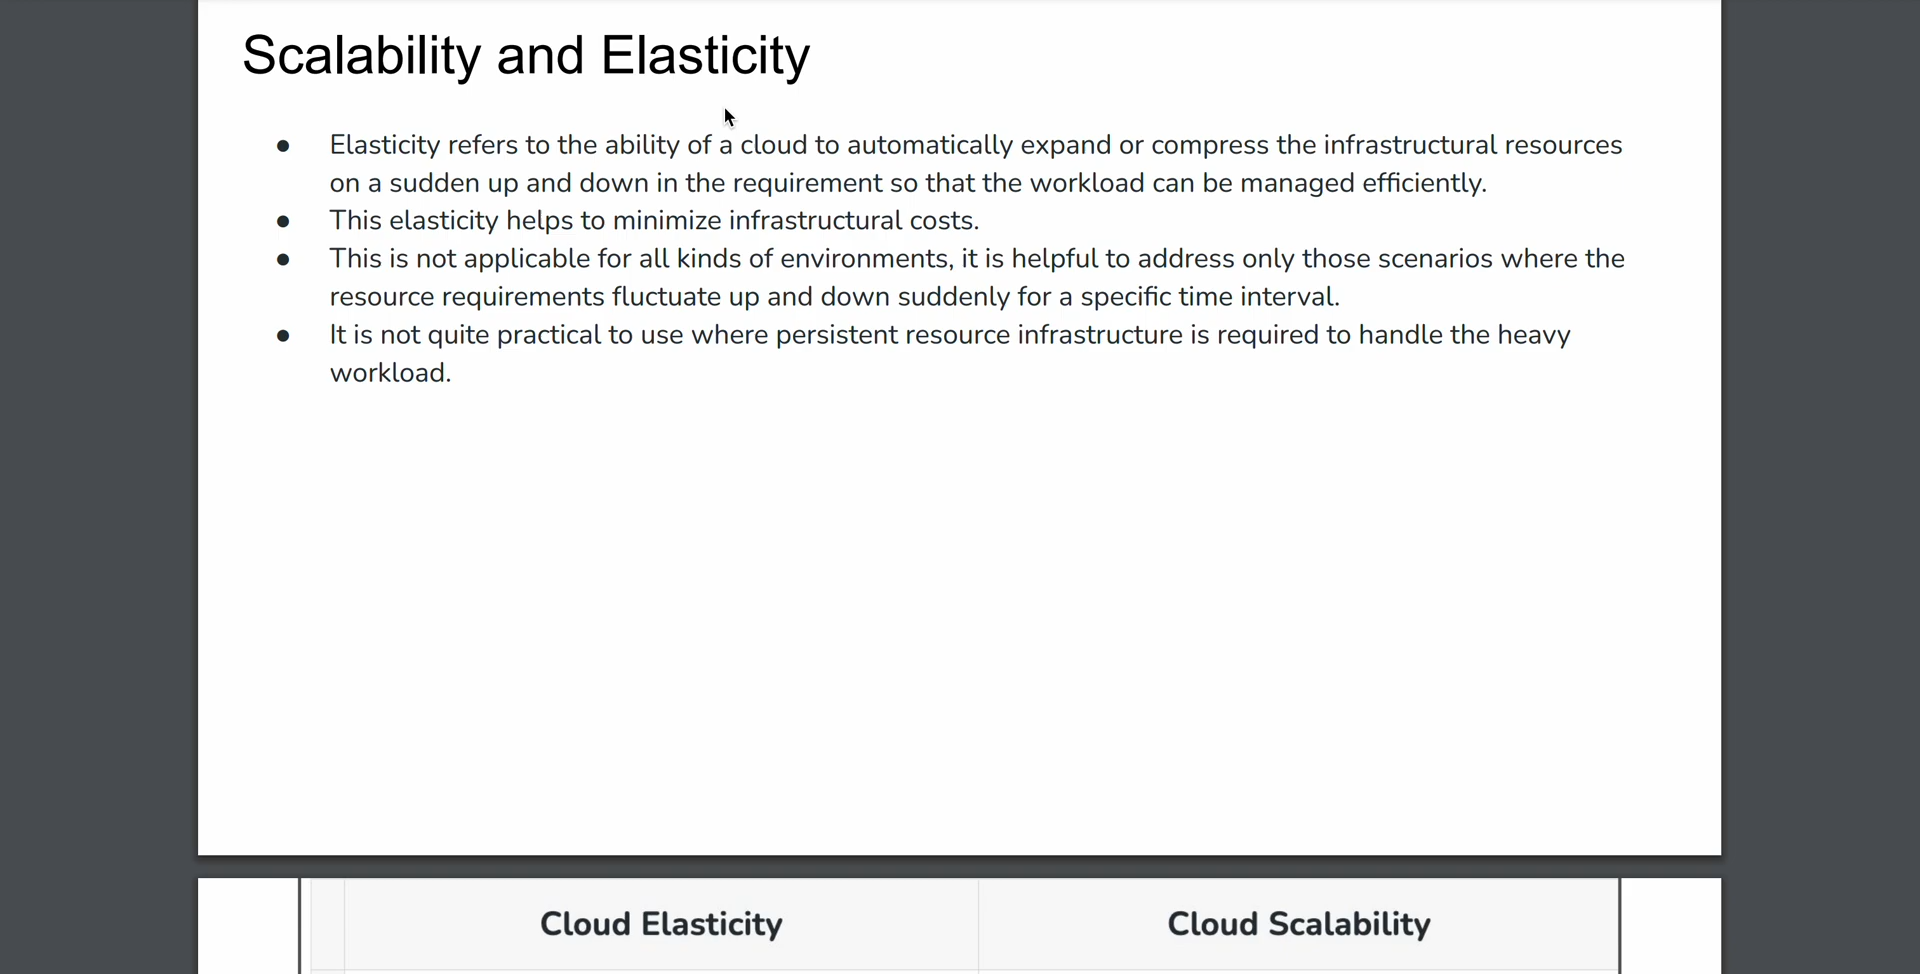 Scalability and Elasticity
● Elasticity refers to the ability of a cloud to automatically expand or compress the infrastructural resources
on a sudden up and down in the requirement so that the workload can be managed efficiently.
● This elasticity helps to minimize infrastructural costs.
● This is not applicable for all kinds of environments, it is helpful to address only those scenarios where the
resource requirements fluctuate up and down suddenly for a specific time interval.
● It is not quite practical to use where persistent resource infrastructure is required to handle the heavy
workload.
Cloud Elasticity Cloud Scalability